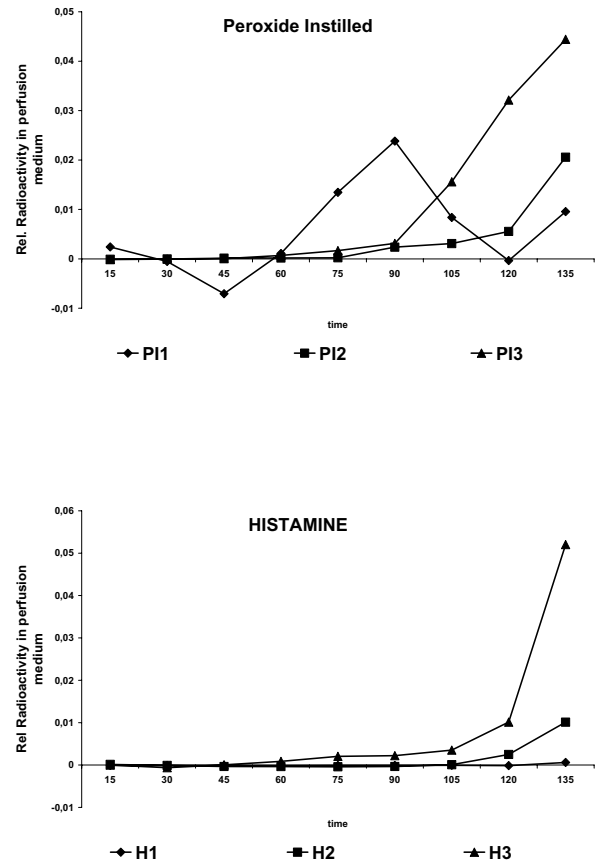 Peroxide Instilled
Rel. Radioactivity in perfusion
medium
0,05
0,04
0,03
0,02
0,01
0
-0,01
15 30 45 60 75 90 105 120 135
time
PI1 PI2 PI3
HISTAMINE
Rel Radioactivity in perfusion
medium
0,06
0,05
0,04
0,03
0,02
0,01
0
-0,01
15 30 45 60 75 90 105 120 135
time
H1 H2 H3